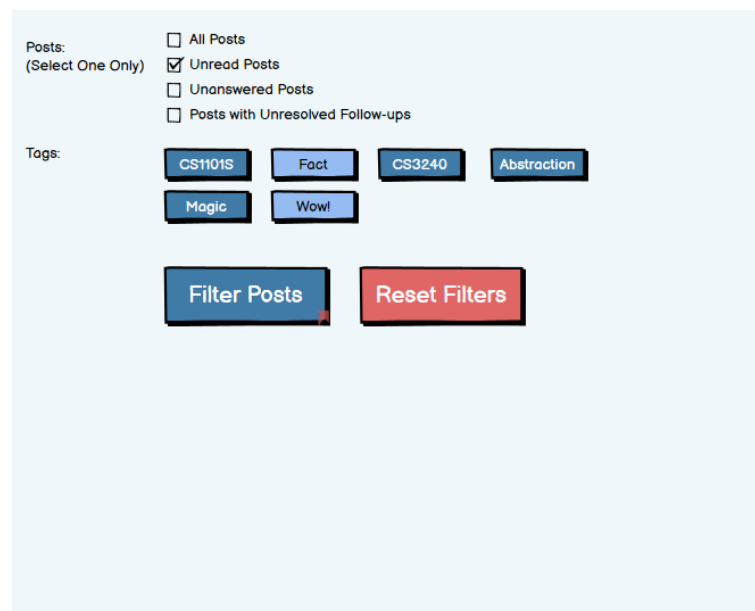 Posts:
(Select One Only)
All Posts
Unread Posts
Unanswered Posts
Posts with Unresolved Follow-ups
Tags:
CS1101S Fact CS3240 Abstraction
Magic Wow!
Filter Posts Reset Filters